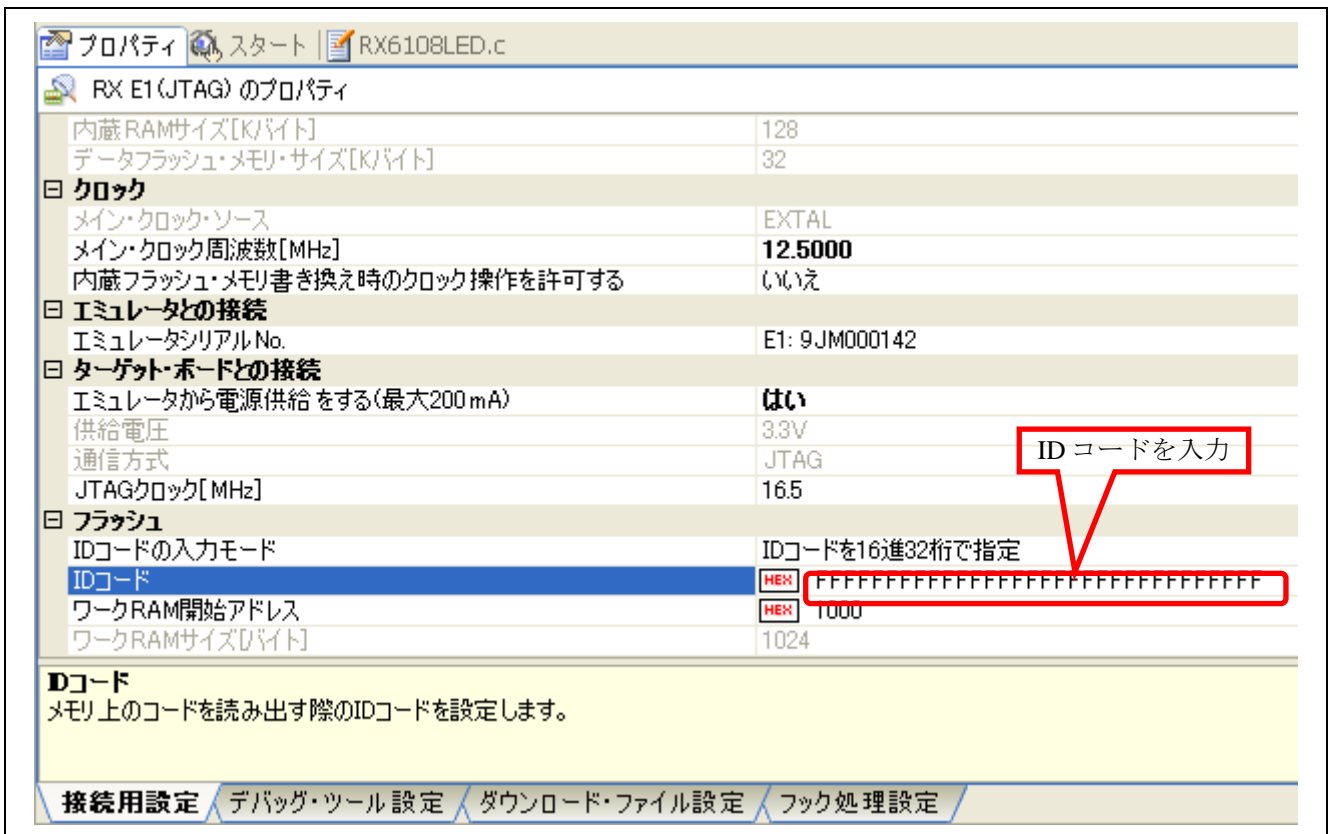 プロパティ スタート RX6108LED.c
RX E1(JTAG) のプロパティ
内蔵RAMサイズ[Kバイト] 128
データフラッシュ・メモリ・サイズ[Kバイト] 32
クロック
メイン・クロック・ソース EXTAL
メイン・クロック周波数[MHz] 12.5000
内蔵フラッシュ・メモリ書き換え時のクロック操作を許可する いいえ
エミュレータとの接続
エミュレータシリアルNo. E1: 9JM000142
ターゲット・ボードとの接続
エミュレータから電源供給をする(最大200mA) はい
供給電圧 3.3V
通信方式 JTAG
IDコードを入力
JTAGクロック[MHz] 16.5
フラッシュ
IDコードの入力モード IDコードを16進32桁で指定
IDコード HEX FFFFFFFFFFFFFFFFFFFFFFFFFFFFFFFF
ワークRAM開始アドレス HEX 1000
ワークRAMサイズ[バイト] 1024
IDコード
メモリ上のコードを読み出す際のIDコードを設定します。
接続用設定 デバッグ・ツール設定 ダウンロード・ファイル設定 フック処理設定